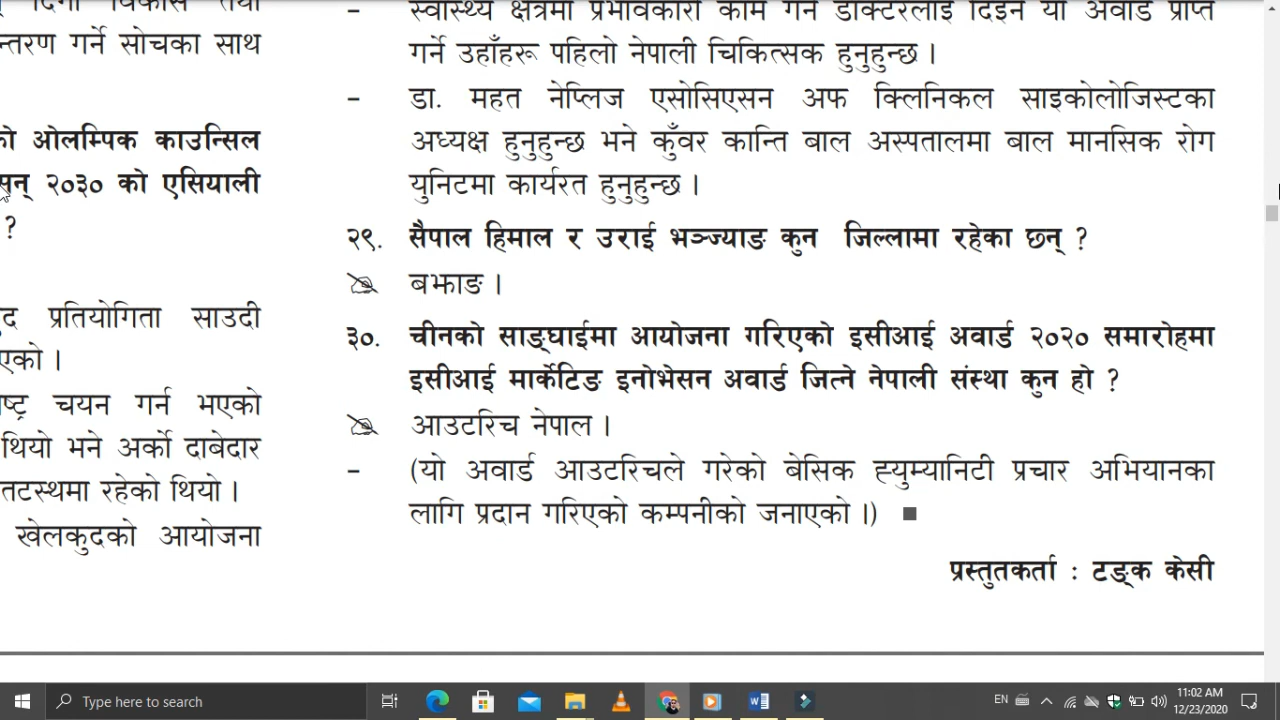 दिगो विकास तथा
न्तरण गर्ने सोचका साथ
को ओलम्पिक काउन्सिल
सन् २०३० को एसियाली
?
प्रतियोगिता साउदी
एको ।
चयन गर्न भएको
थियो भने अर्को दाबेदार
तटस्थमा रहेको थियो ।
खेलकुदको आयोजना
- स्वास्थ्य क्षेत्रमा प्रभावकारी काम गर्ने डाक्टरलाई दिइने यो अवार्ड प्राप्त
गर्ने उहाँहरू पहिलो नेपाली चिकित्सक हुनुहुन्छ ।
- डा. महत नेप्लिज एसोसिएसन अफ क्लिनिकल साइकोलोजिस्टका
अध्यक्ष हुनुहुन्छ भने कुँवर कान्ति बाल अस्पतालमा बाल मानसिक रोग
युनिटमा कार्यरत हुनुहुन्छ ।
२९. सैपाल हिमाल र उराई भञ्ज्याङ कुन जिल्लामा रहेका छन् ?
बझाङ ।
३०. चीनको साङ्घाईमा आयोजना गरिएको इसीआई अवार्ड २०२० समारोहमा
इसीआई मार्केटिङ इनोभेसन अवार्ड जित्ने नेपाली संस्था कुन हो ?
आउटरिच नेपाल ।
- (यो अवार्ड आउटरिचले गरेको बेसिक ह्युम्यानिटी प्रचार अभियानका
लागि प्रदान गरिएको कम्पनीको जनाएको ।)
प्रस्तुतकर्ता : टङ्क केसी
Type here to search
EN
11:02 AM
12/23/2020